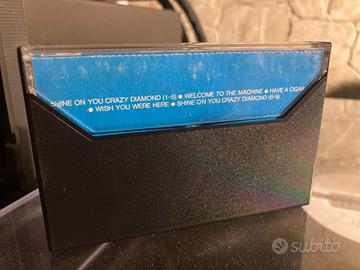 SHINE ON YOU CRAZY DIAMOND (1-5) ● WELCOME TO THE MACHINE ● HAVE A CIGAR
● WISH YOU WERE HERE ● SHINE ON YOU CRAZY DIAMOND (6-9)
subito